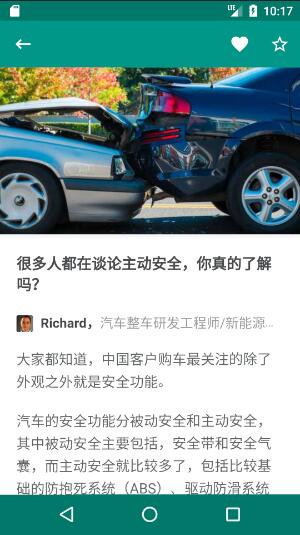 LTE 10:17
很多人都在谈论主动安全，你真的了解
吗？
Richard，汽车整车研发工程师/新能源...
大家都知道，中国客户购车最关注的除了
外观之外就是安全功能。
汽车的安全功能分被动安全和主动安全，
其中被动安全主要包括，安全带和安全气
囊，而主动安全就比较多了，包括比较基
础的防抱死系统（ABS）、驱动防滑系统